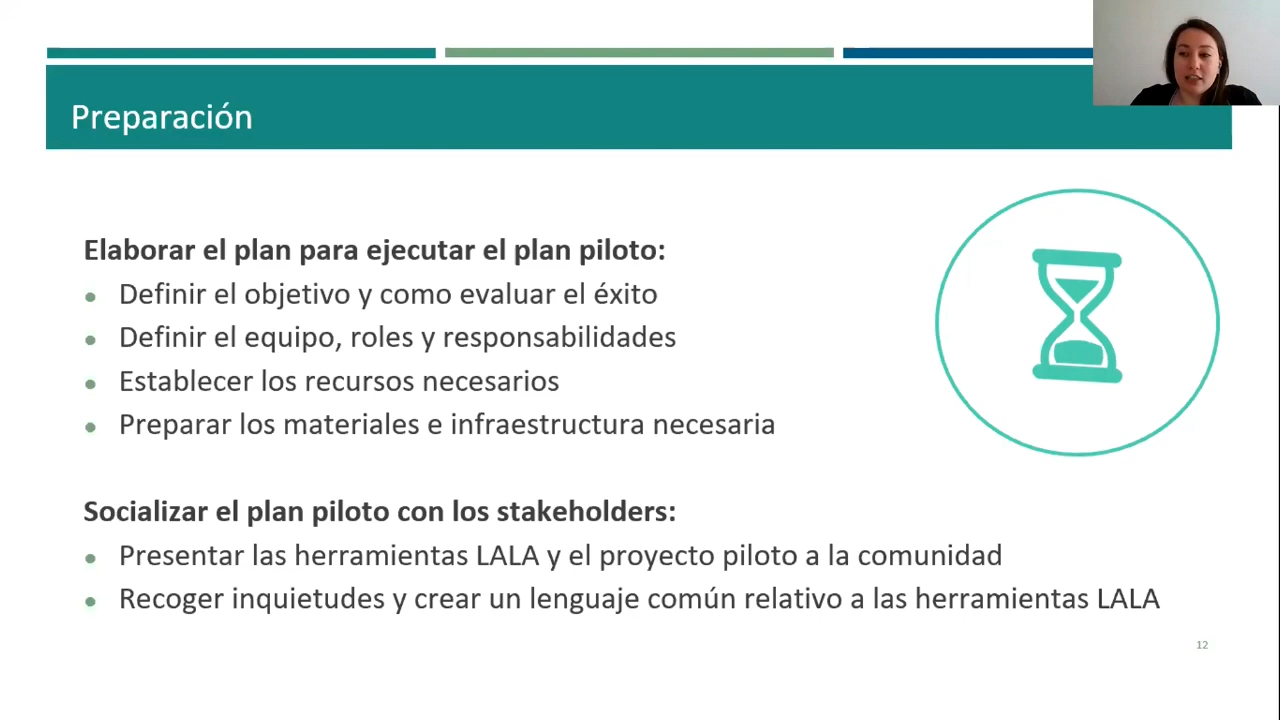 Preparación
Elaborar el plan para ejecutar el plan piloto:
Definir el objetivo y como evaluar el éxito
Definir el equipo, roles y responsabilidades
Establecer los recursos necesarios
Preparar los materiales e infraestructura necesaria
Socializar el plan piloto con los stakeholders:
Presentar las herramientas LALA y el proyecto piloto a la comunidad
Recoger inquietudes y crear un lenguaje común relativo a las herramientas LALA
12